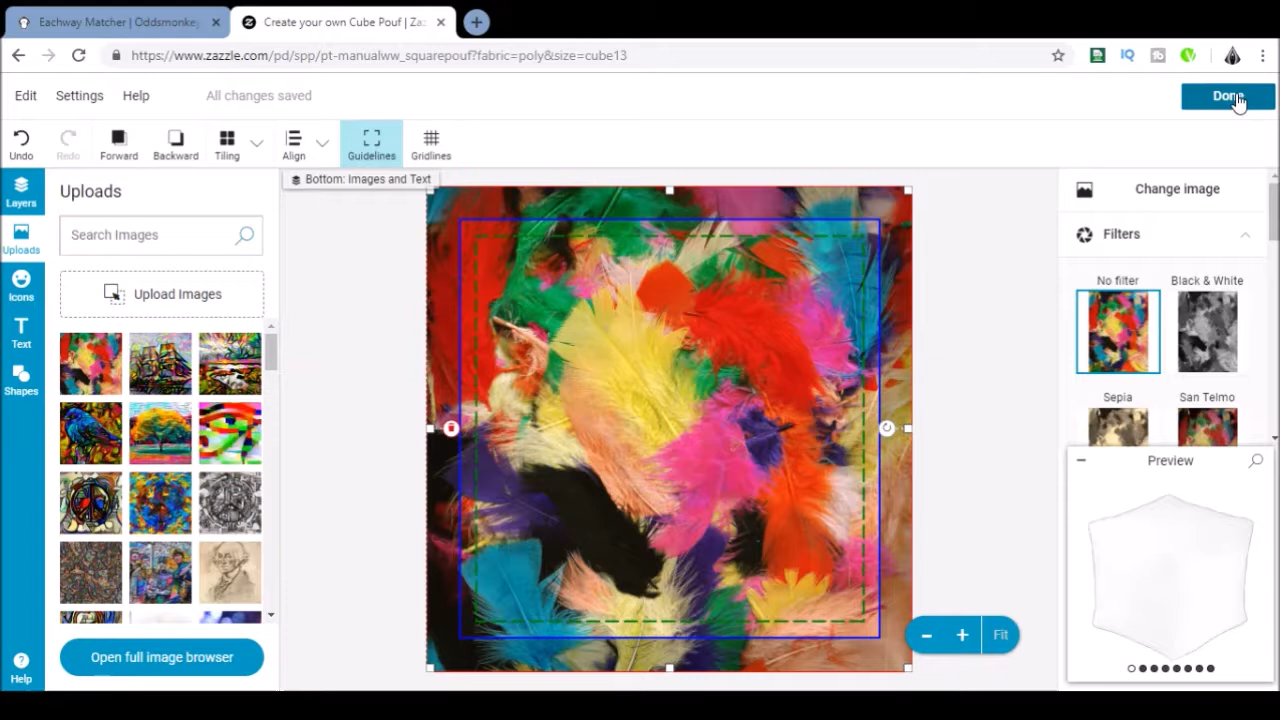 Eachway Matcher | Oddsmonkey
Create your own Cube Pouf | Zaz
https://www.zazzle.com/pd/spp/pt-manualww_squarepouf?fabric=poly&size=cube13
Edit Settings Help All changes saved Done
Undo Redo Forward Backward Tiling Align Guidelines Gridlines
Bottom: Images and Text
Layers
Uploads
Icons
Text
Shapes
Help
Uploads
Search Images
Upload Images
Open full image browser
Fit
Change image
Filters
No filter Black & White
Sepia San Telmo
Preview